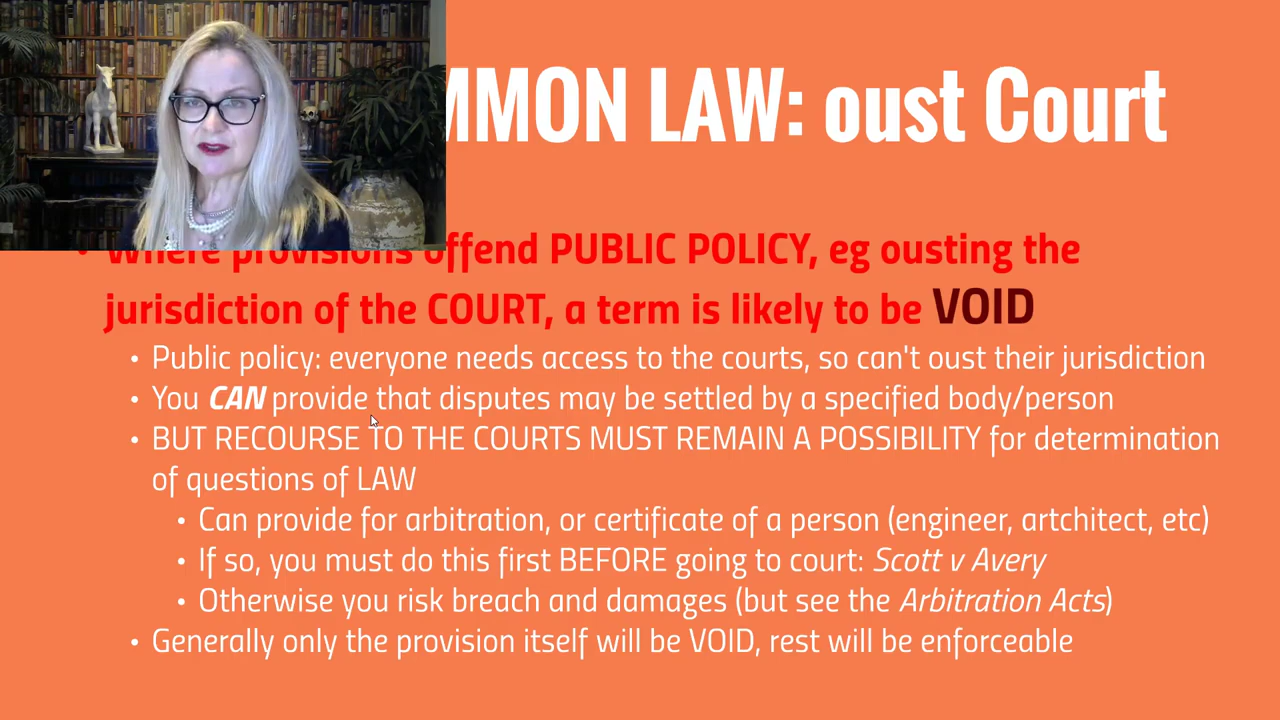 MMON LAW: oust Court
• Where provisions offend PUBLIC POLICY, eg ousting the
jurisdiction of the COURT, a term is likely to be VOID
• Public policy: everyone needs access to the courts, so can't oust their jurisdiction
• You CAN provide that disputes may be settled by a specified body/person
• BUT RECOURSE TO THE COURTS MUST REMAIN A POSSIBILITY for determination
of questions of LAW
• Can provide for arbitration, or certificate of a person (engineer, artchitect, etc)
• If so, you must do this first BEFORE going to court: Scott v Avery
• Otherwise you risk breach and damages (but see the Arbitration Acts)
• Generally only the provision itself will be VOID, rest will be enforceable